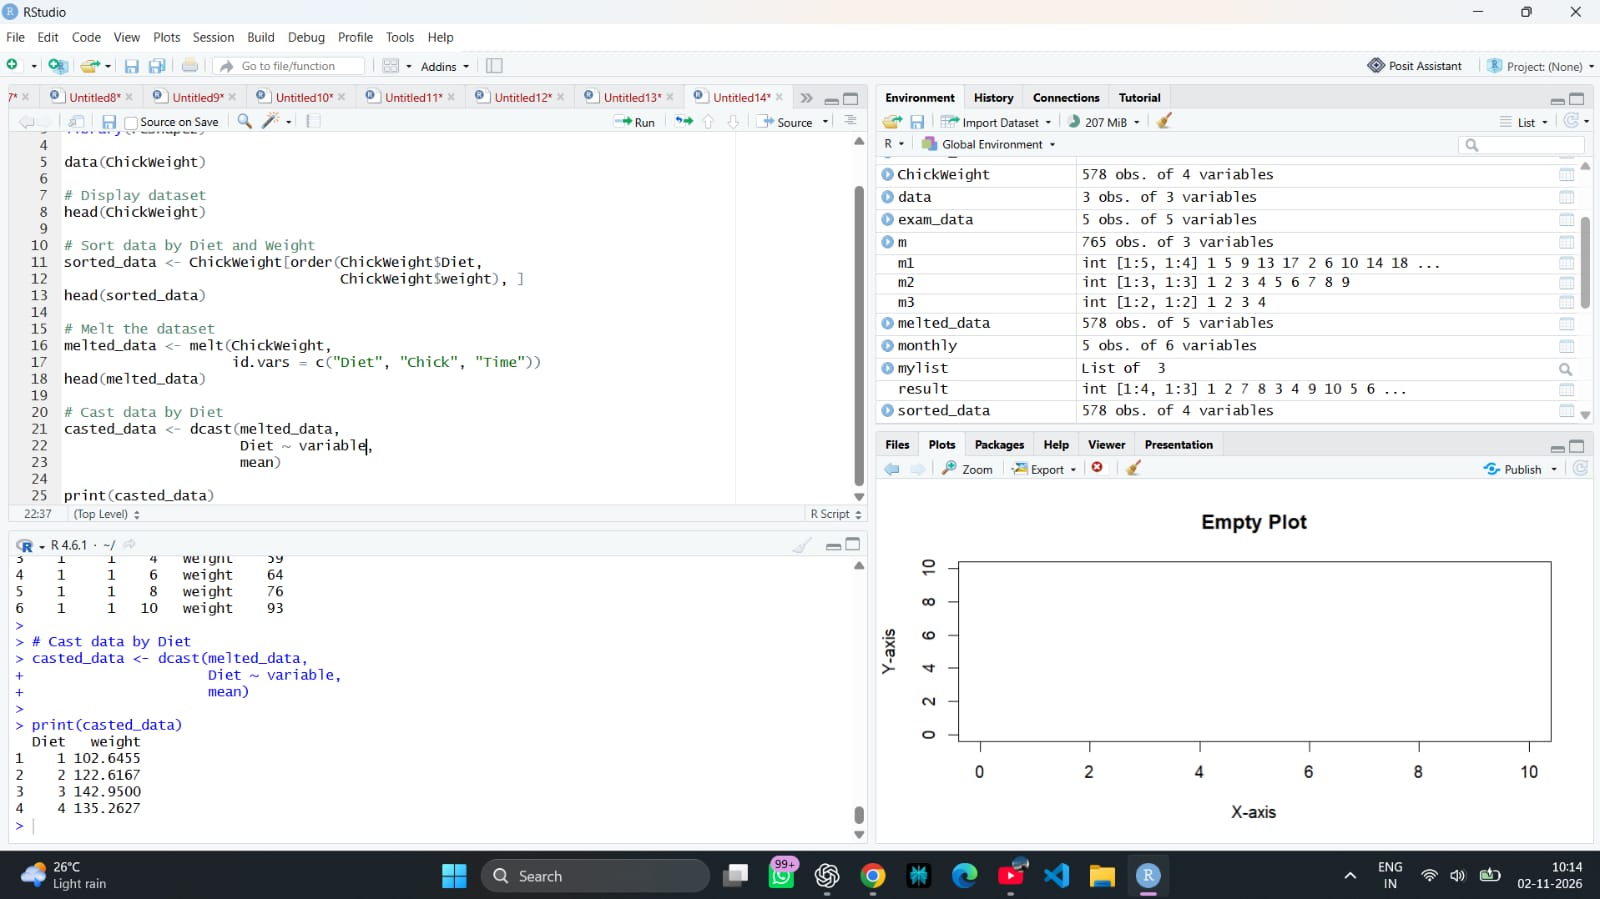 RStudio
File Edit Code View Plots Session Build Debug Profile Tools Help
Go to file/function Addins Posit Assistant Project: (None)
7* Untitled8* Untitled9* Untitled10* Untitled11* Untitled12* Untitled13* Untitled14*
Source on Save Run Source
4
5 data(ChickWeight)
6
7 # Display dataset
8 head(ChickWeight)
9
10 # Sort data by Diet and Weight
11 sorted_data <- ChickWeight[order(ChickWeight$Diet,
12 ChickWeight$weight), ]
13 head(sorted_data)
14
15 # Melt the dataset
16 melted_data <- melt(ChickWeight,
17 id.vars = c("Diet", "Chick", "Time"))
18 head(melted_data)
19
20 # Cast data by Diet
21 casted_data <- dcast(melted_data,
22 Diet ~ variable,
23 mean)
24
25 print(casted_data)
22:37 (Top Level) R Script
R 4.6.1 · ~/
3 1 1 4 weight 59
4 1 1 6 weight 64
5 1 1 8 weight 76
6 1 1 10 weight 93
>
> # Cast data by Diet
> casted_data <- dcast(melted_data,
+ Diet ~ variable,
+ mean)
>
> print(casted_data)
Diet weight
1 1 102.6455
2 2 122.6167
3 3 142.9500
4 4 135.2627
>
Environment History Connections Tutorial
Import Dataset 207 MiB List
R Global Environment
ChickWeight 578 obs. of 4 variables
data 3 obs. of 3 variables
exam_data 5 obs. of 5 variables
m 765 obs. of 3 variables
m1 int [1:5, 1:4] 1 5 9 13 17 2 6 10 14 18 ...
m2 int [1:3, 1:3] 1 2 3 4 5 6 7 8 9
m3 int [1:2, 1:2] 1 2 3 4
melted_data 578 obs. of 5 variables
monthly 5 obs. of 6 variables
mylist List of 3
result int [1:4, 1:3] 1 2 7 8 3 4 9 10 5 6 ...
sorted_data 578 obs. of 4 variables
Files Plots Packages Help Viewer Presentation
Zoom Export Publish
Empty Plot
Y-axis
10
8
6
4
2
0
0 2 4 6 8 10
X-axis
26°C
Light rain
Search
99+
ENG
IN
10:14
02-11-2026